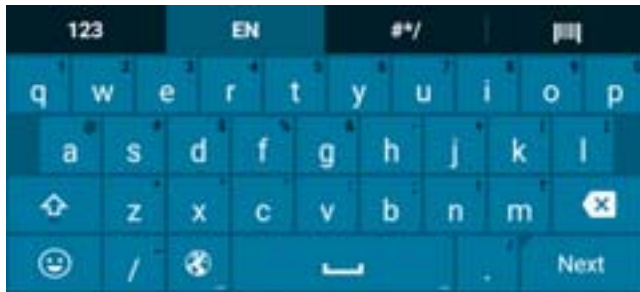 123 EN #*/
q w e r t y u i o p
a s d f g h j k l
z x c v b n m
/ . Next